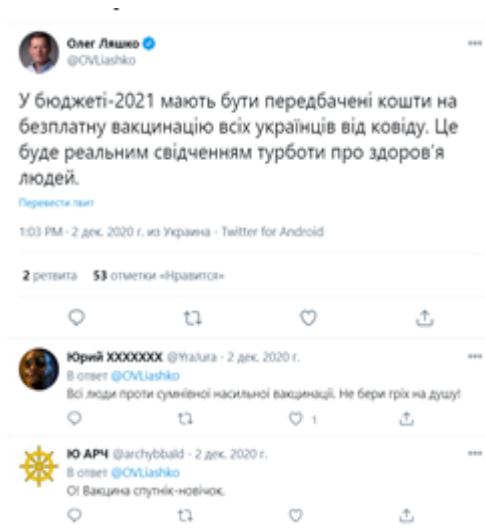 Олег Ляшко
@OVLiashko
У бюджеті-2021 мають бути передбачені кошти на
безплатну вакцинацію всіх українців від ковіду. Це
буде реальним свідченням турботи про здоров'я
людей.
Перевести твит
1:03 PM · 2 дек. 2020 г. из Украина · Twitter for Android
2 ретвита 53 отметки «Нравится»
Юрий XXXXXXX @YraJura · 2 дек. 2020 г.
В ответ @OVLiashko
Всі люди проти сумнівної насильної вакцинації. Не бери гріх на душу!
1
Ю АРЧ @archybbald · 2 дек. 2020 г.
В ответ @OVLiashko
О! Вакцина спутнік-новічок.